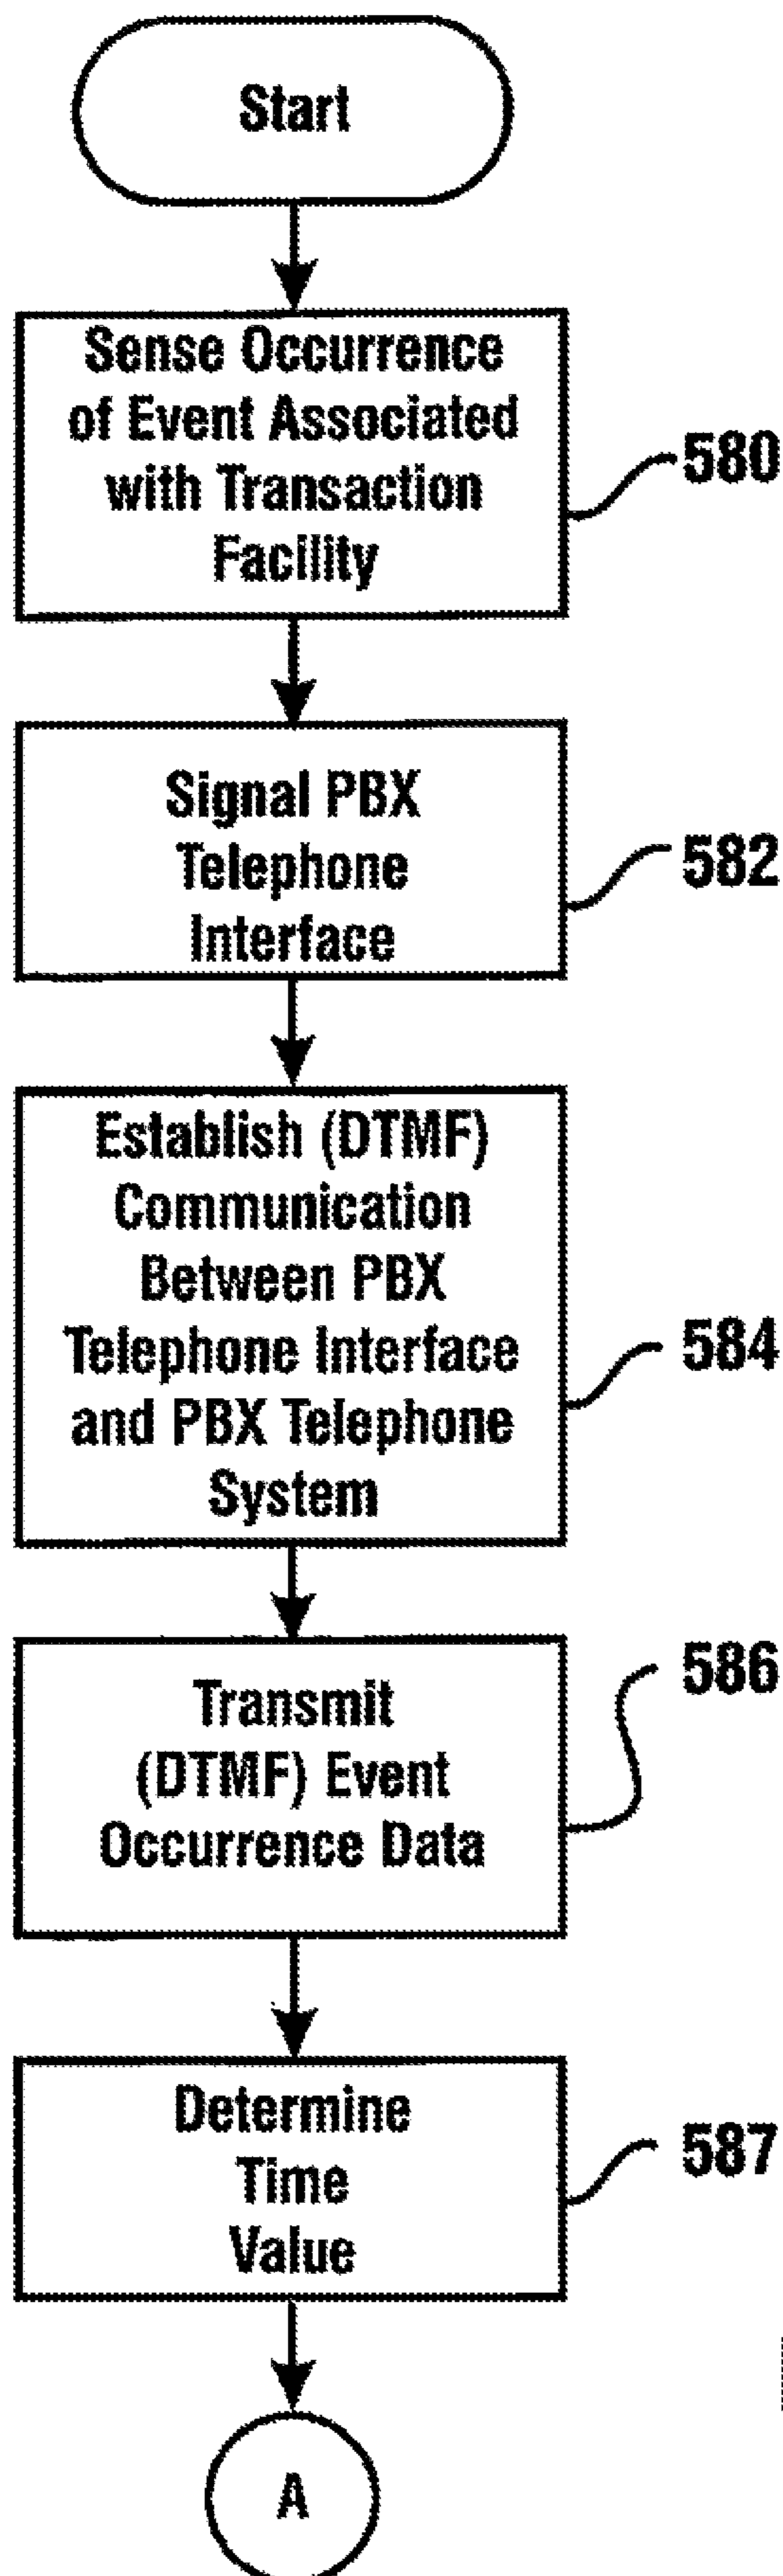 Start
Sense Occurrence
of Event Associated
with Transaction
Facility
580
Signal PBX
Telephone
Interface
582
Establish (DTMF)
Communication
Between PBX
Telephone Interface
and PBX Telephone
System
584
Transmit
(DTMF) Event
Occurrence Data
586
Determine
Time
Value
587
A